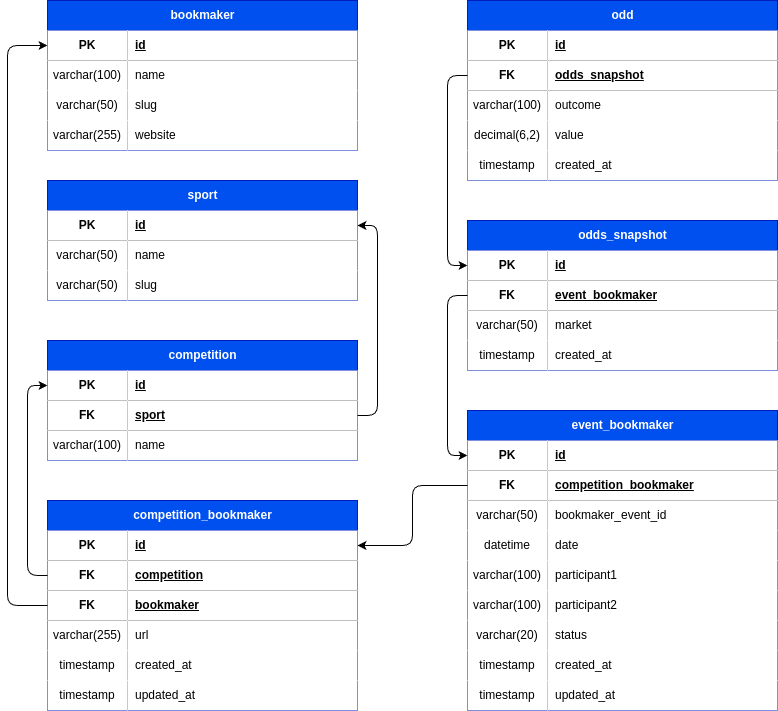 bookmaker
PK id
varchar(100) name
varchar(50) slug
varchar(255) website
sport
PK id
varchar(50) name
varchar(50) slug
competition
PK id
FK sport
varchar(100) name
competition_bookmaker
PK id
FK competition
FK bookmaker
varchar(255) url
timestamp created_at
timestamp updated_at
odd
PK id
FK odds_snapshot
varchar(100) outcome
decimal(6,2) value
timestamp created_at
odds_snapshot
PK id
FK event_bookmaker
varchar(50) market
timestamp created_at
event_bookmaker
PK id
FK competition_bookmaker
varchar(50) bookmaker_event_id
datetime date
varchar(100) participant1
varchar(100) participant2
varchar(20) status
timestamp created_at
timestamp updated_at